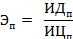 Эп = ИДп / ИЦп